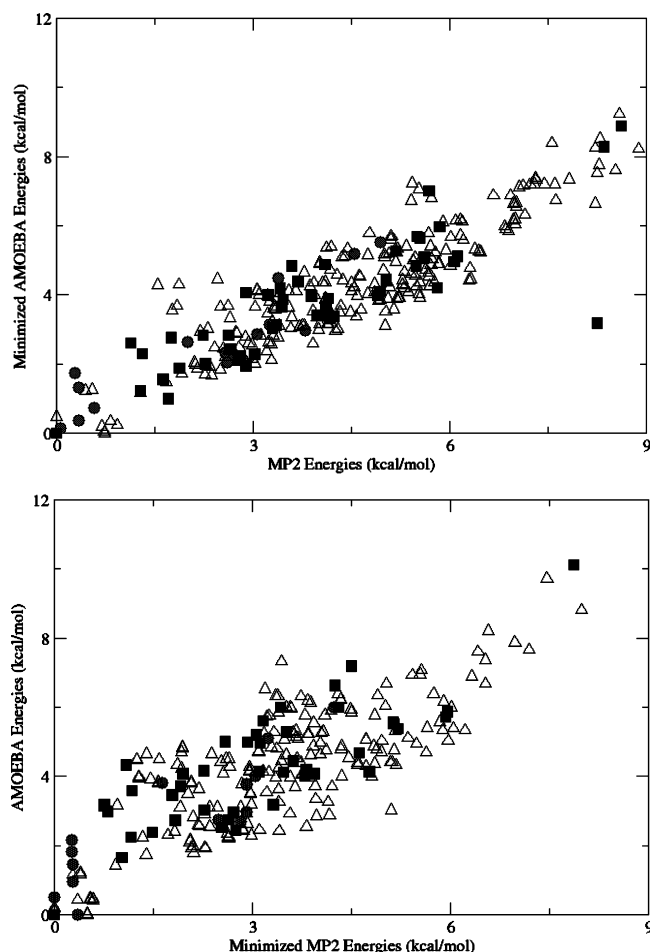 12
8
4
0
Minimized AMOEBA Energies (kcal/mol)
0 3 6 9
MP2 Energies (kcal/mol)
12
8
4
0
AMOEBA Energies (kcal/mol)
0 3 6 9
Minimized MP2 Energies (kcal/mol)